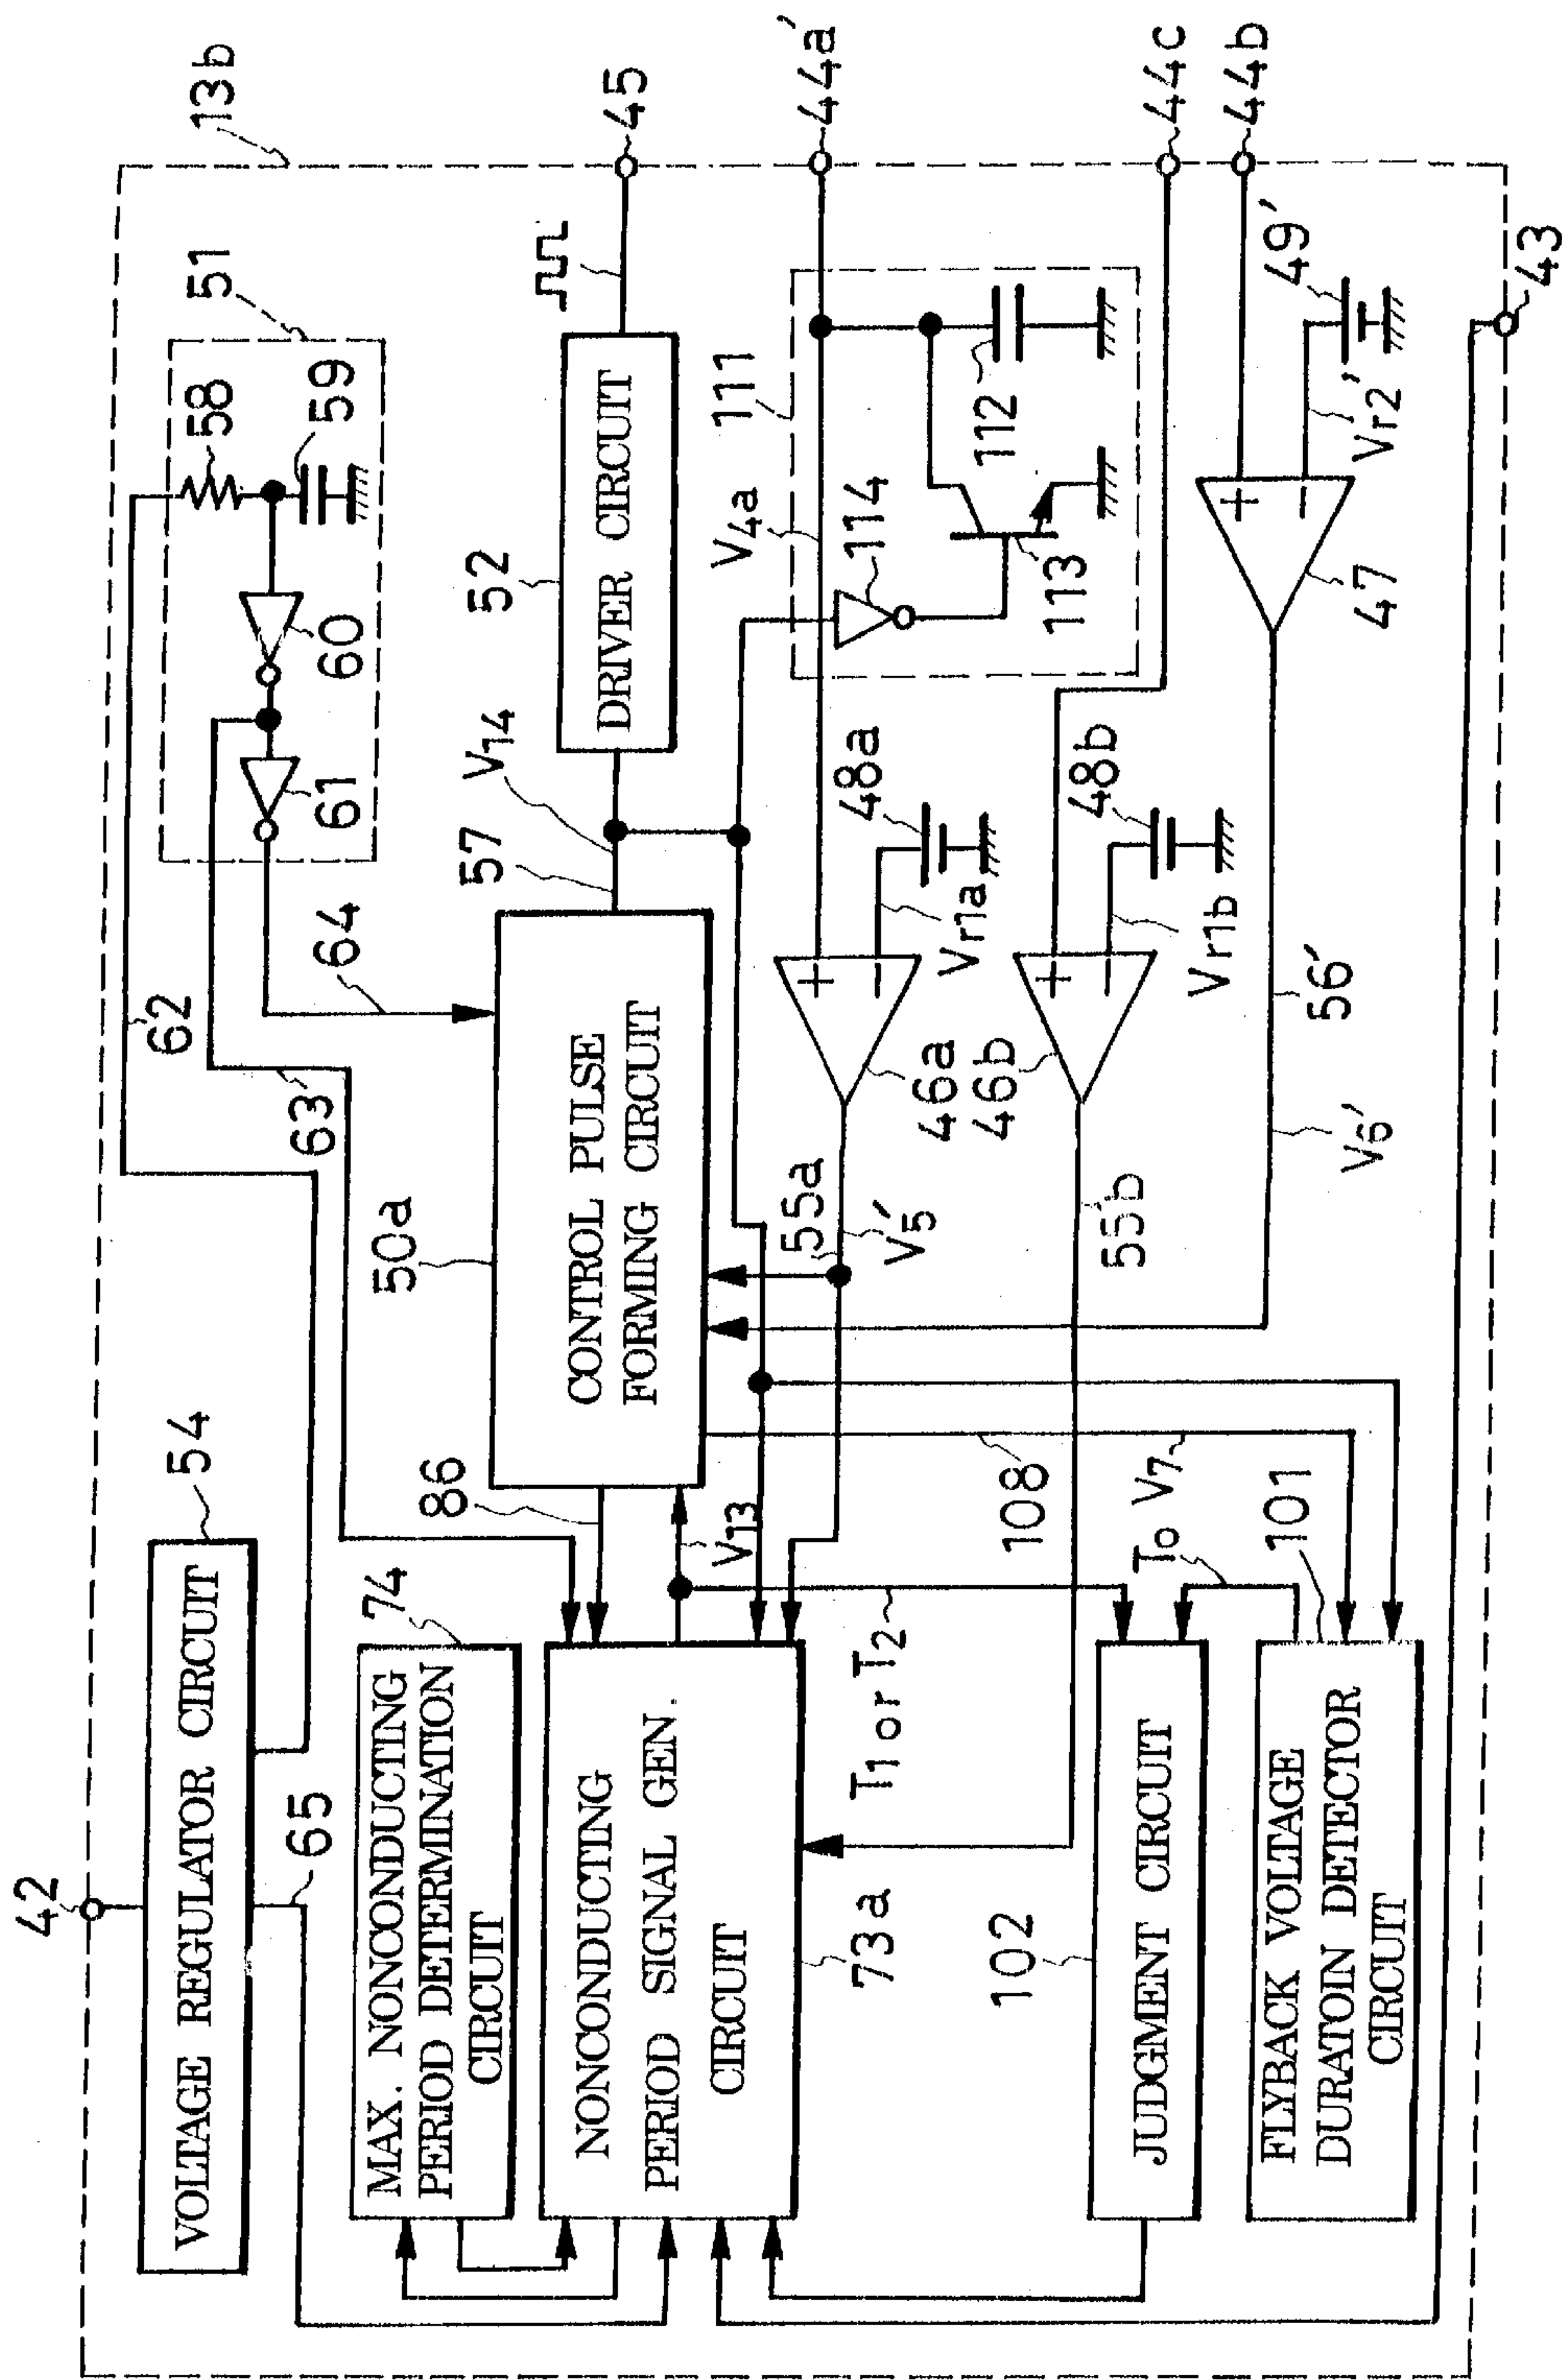 13b
42
VOLTAGE REGULATOR CIRCUIT
54
65
62
63
64
51
58
59
60
61
MAX. NONCONDUCTING
PERIOD DETERMINATION
CIRCUIT
74
NONCONDUCTING
PERIOD SIGNAL GEN.
CIRCUIT
73a
86
V13
CONTROL PULSE
FORMING CIRCUIT
50a
57
V14
DRIVER CIRCUIT
52
45
44a'
44c
44b
43
V4a
111
112
113
114
48a
Vr1a
46a
55a
V5'
48b
Vr1b
46b
55b
49'
Vr2'
47
56'
V6'
T1 or T2
108
V7
T0
101
JUDGMENT CIRCUIT
102
FLYBACK VOLTAGE
DURATOIN DETECTOR
CIRCUIT